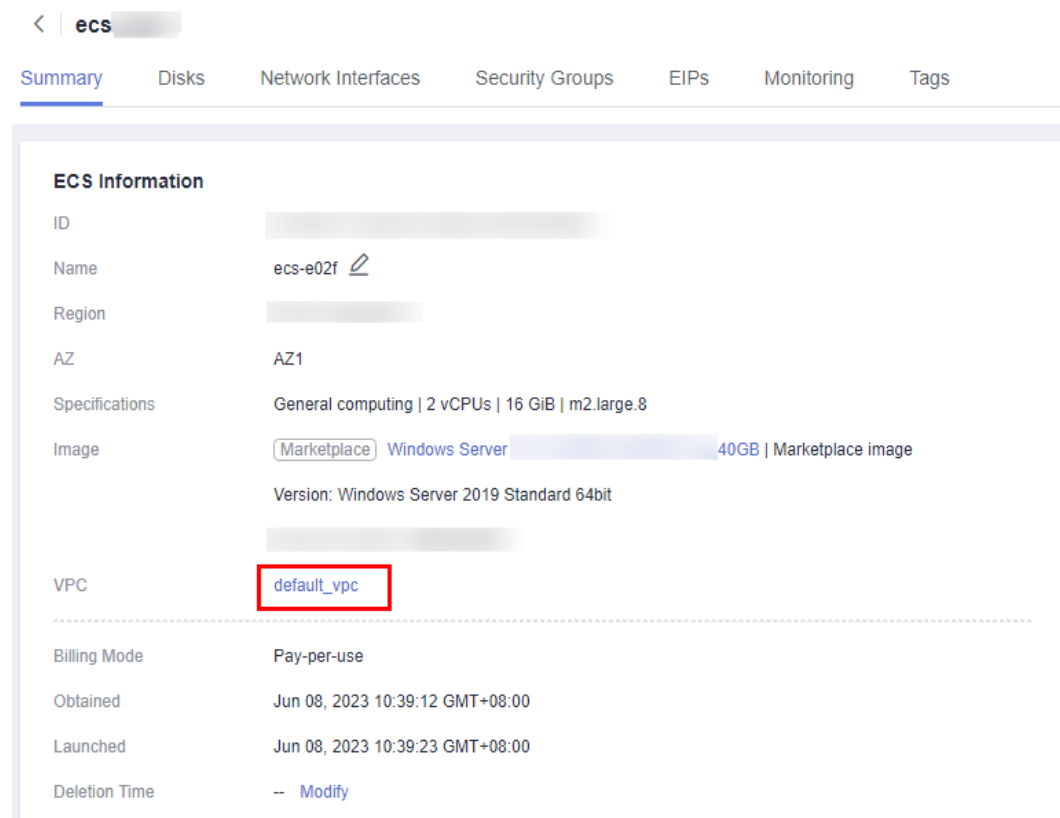 ecs
Summary Disks Network Interfaces Security Groups EIPs Monitoring Tags
ECS Information
ID
Name ecs-e02f
Region
AZ AZ1
Specifications General computing | 2 vCPUs | 16 GiB | m2.large.8
Image Marketplace Windows Server 40GB | Marketplace image
Version: Windows Server 2019 Standard 64bit
VPC default_vpc
Billing Mode Pay-per-use
Obtained Jun 08, 2023 10:39:12 GMT+08:00
Launched Jun 08, 2023 10:39:23 GMT+08:00
Deletion Time -- Modify